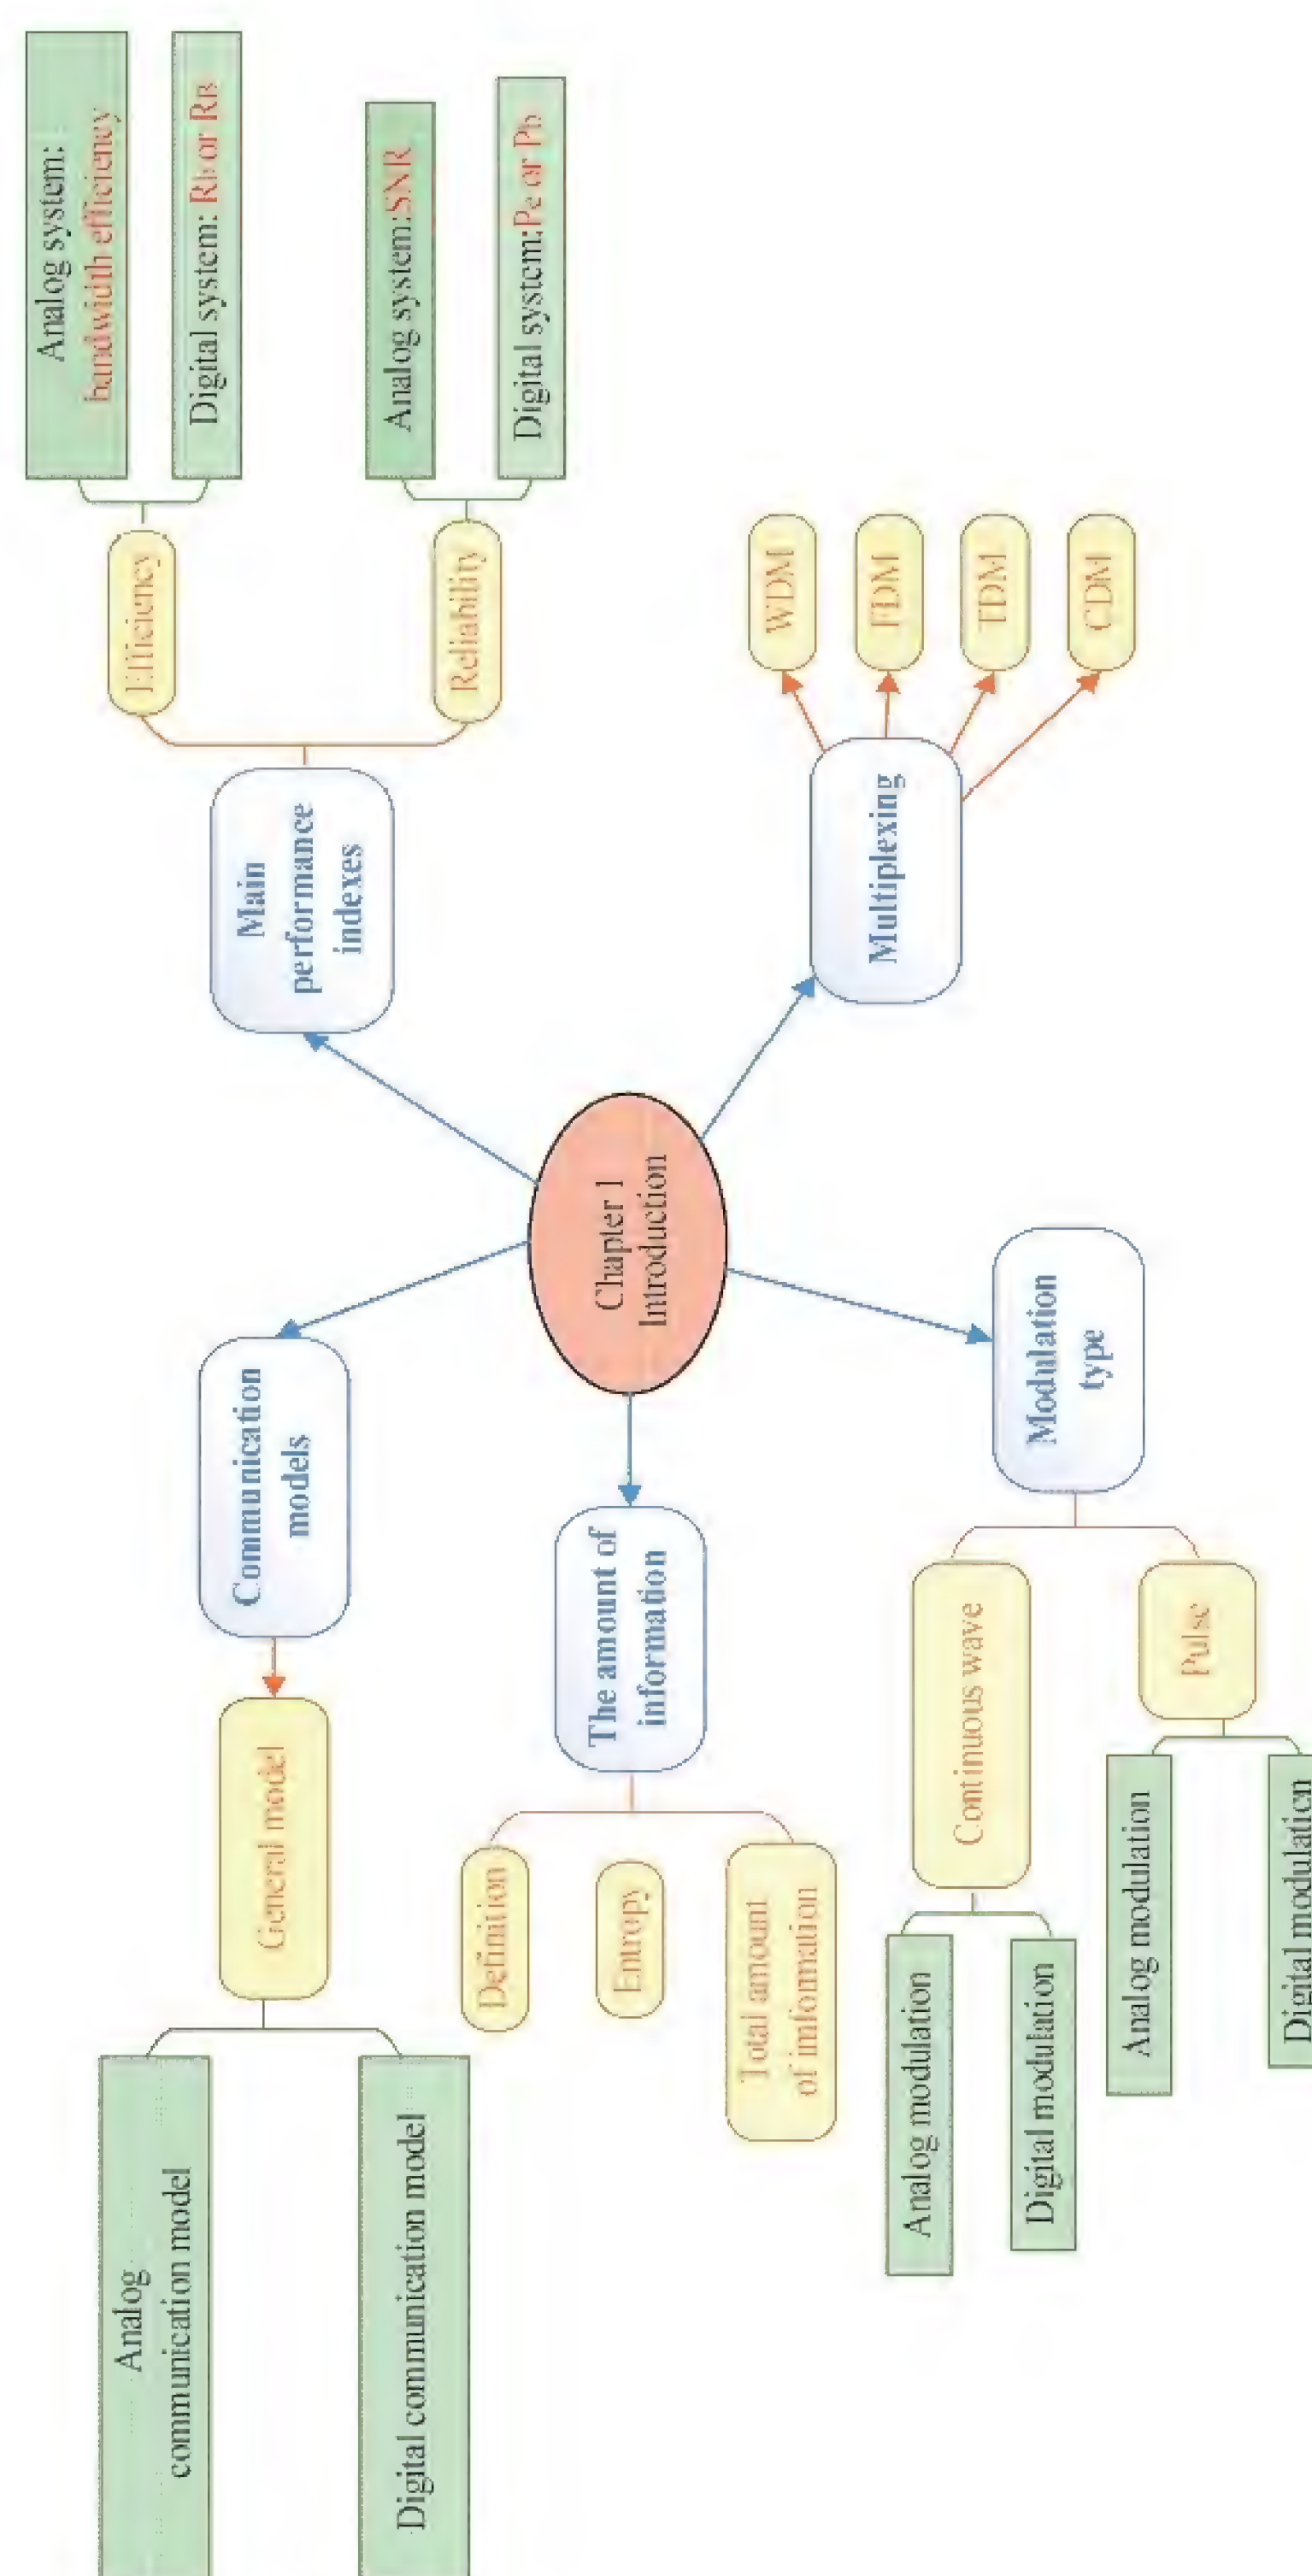 Analog
communication model
Digital communication model
General model
Communication
models
Main
performance
indexes
Efficiency
Analog system:
bandwidth efficiency
Digital system: Rb or RB
Reliability
Analog system:SNR
Digital system:Pe or Pb
Chapter 1
Introduction
The amount of
information
Definition
Entropy
Total amount
of imformation
Multiplexing
WDM
FDM
TDM
CDM
Modulation
type
Continuous wave
Analog modulation
Digital modulation
Pulse
Analog modulation
Digital modulation